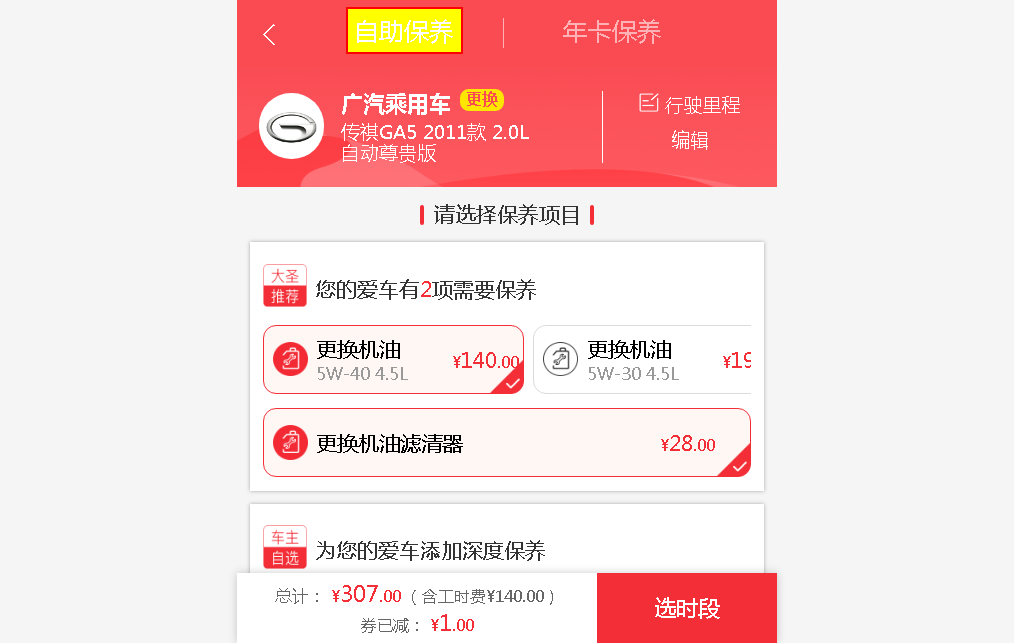 自助保养
年卡保养
广汽乘用车 更换
传祺GA5 2011款 2.0L
自动尊贵版
行驶里程
编辑
请选择保养项目
大圣
推荐
您的爱车有2项需要保养
更换机油
5W-40 4.5L
¥140.00
更换机油
5W-30 4.5L
¥19
更换机油滤清器
¥28.00
车主
自选
为您的爱车添加深度保养
总计： ¥307.00 ( 含工时费¥140.00 )
券已减： ¥1.00
选时段